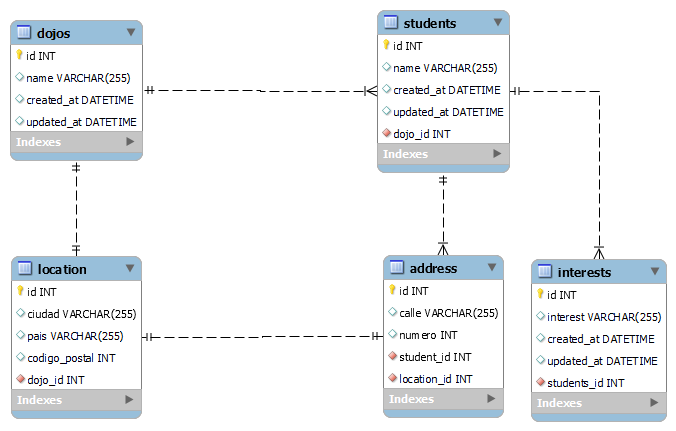 dojos
id INT
name VARCHAR(255)
created_at DATETIME
updated_at DATETIME
Indexes
students
id INT
name VARCHAR(255)
created_at DATETIME
updated_at DATETIME
dojo_id INT
Indexes
location
id INT
ciudad VARCHAR(255)
pais VARCHAR(255)
codigo_postal INT
dojo_id INT
Indexes
address
id INT
calle VARCHAR(255)
numero INT
student_id INT
location_id INT
Indexes
interests
id INT
interest VARCHAR(255)
created_at DATETIME
updated_at DATETIME
students_id INT
Indexes